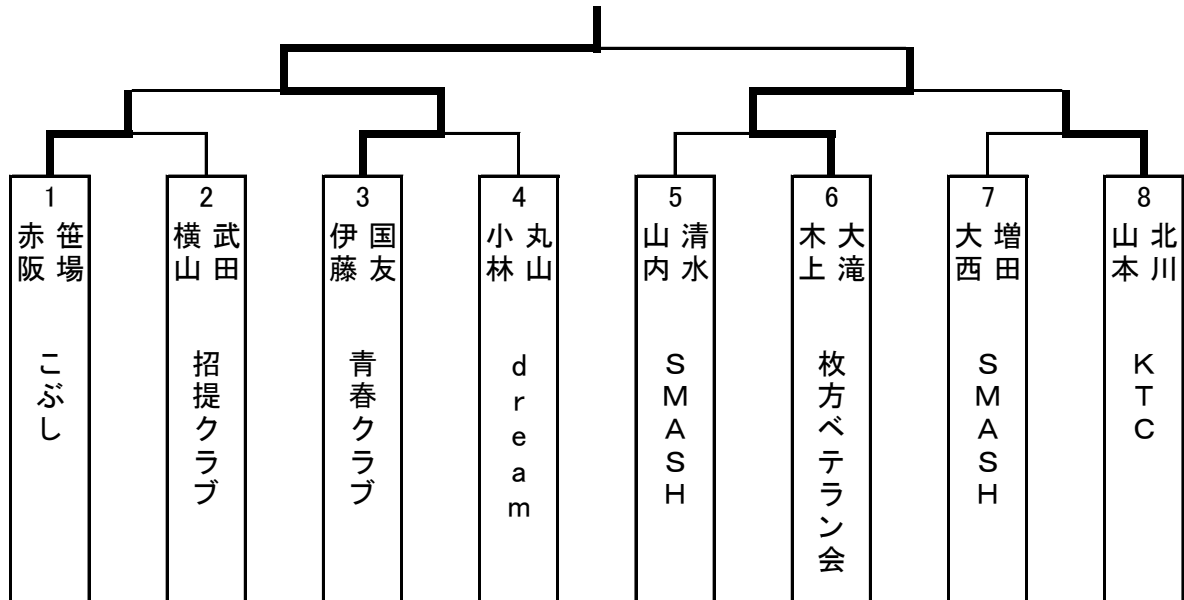 1
笹場
赤阪
こぶし
2
武田
横山
招提クラブ
3
国友
伊藤
青春クラブ
4
丸山
小林
dream
5
清水
山内
SMASH
6
大滝
木上
枚方ベテラン会
7
増田
大西
SMASH
8
北川
山本
KTC